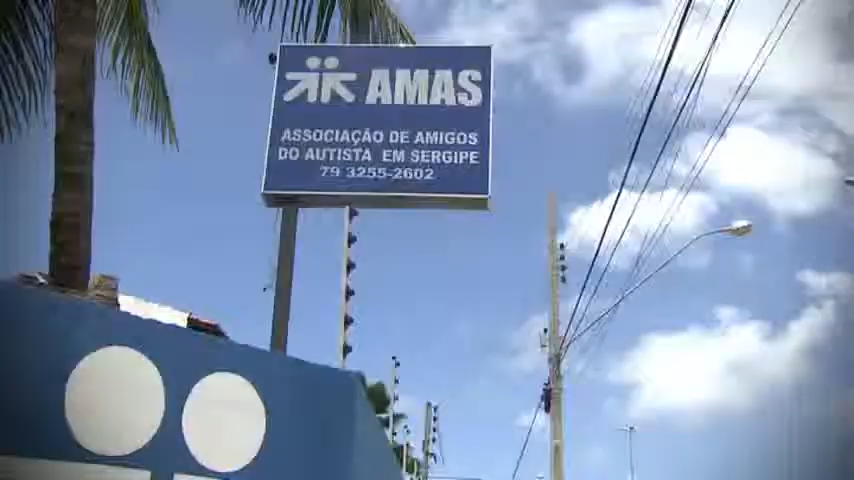 AMAS
ASSOCIAÇÃO DE AMIGOS
DO AUTISTA EM SERGIPE
79 3255-2602